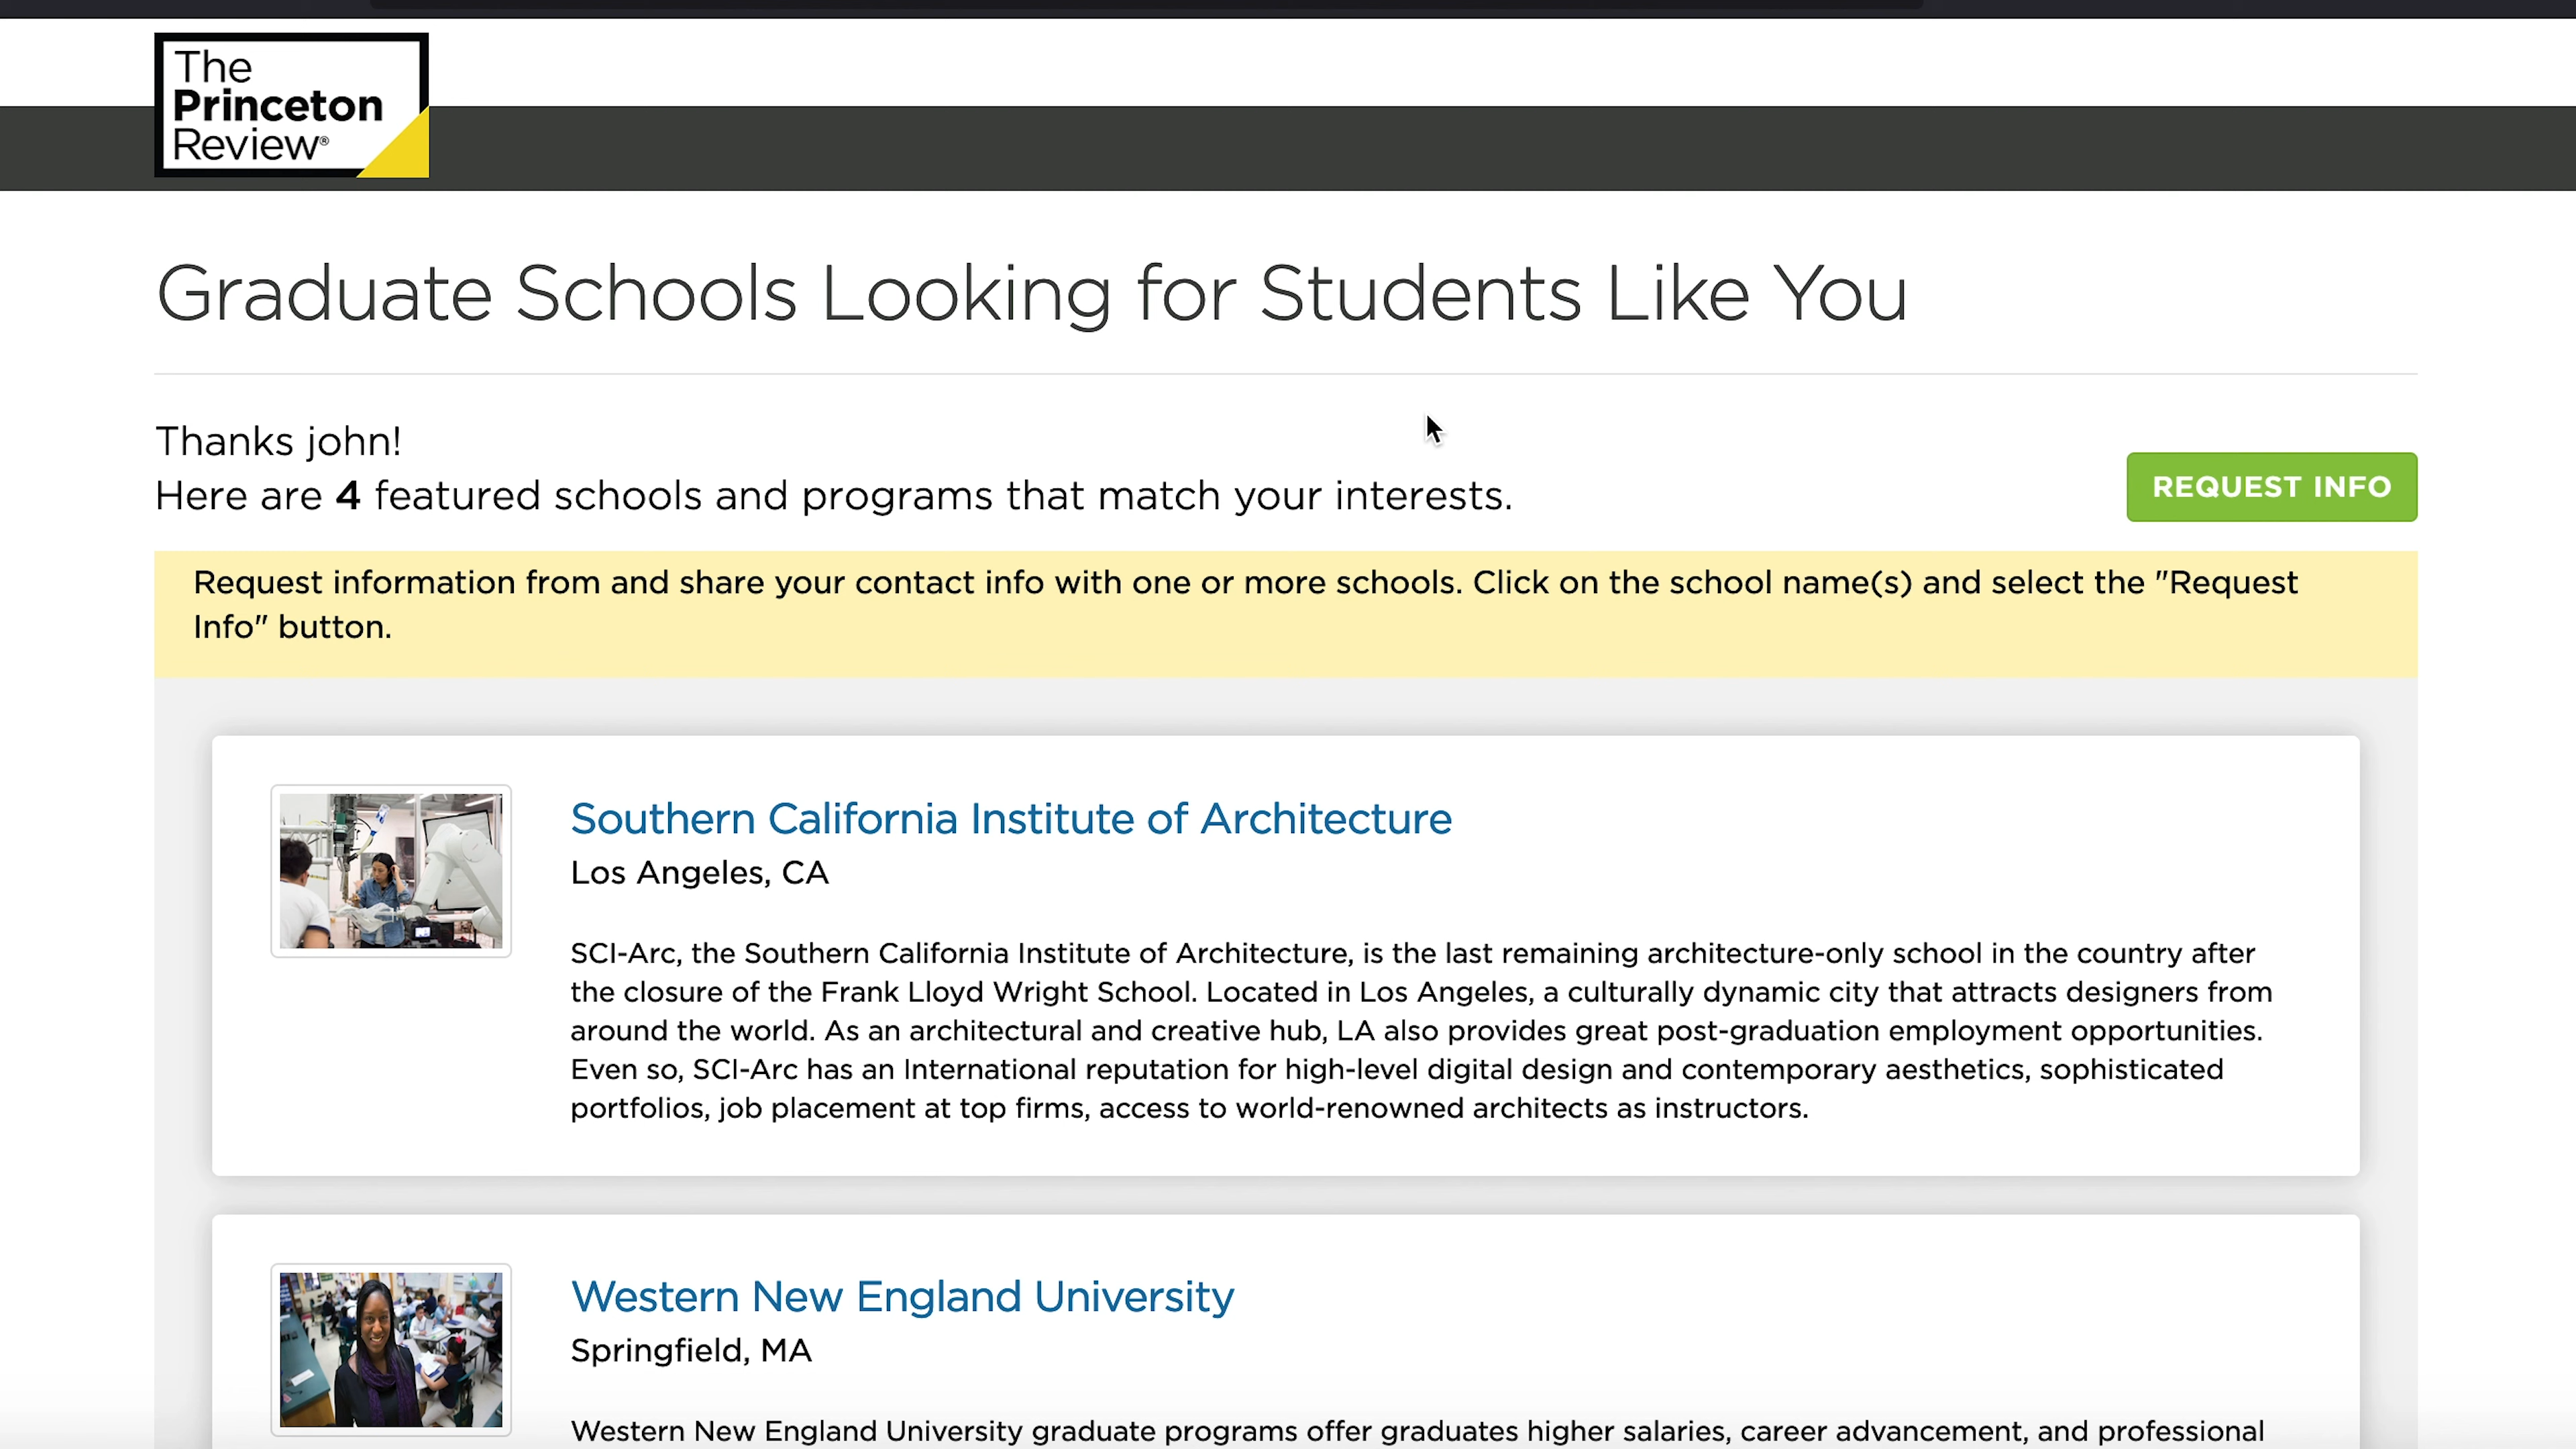 The
Princeton
Review®
Graduate Schools Looking for Students Like You
Thanks john!
Here are 4 featured schools and programs that match your interests.
REQUEST INFO
Request information from and share your contact info with one or more schools. Click on the school name(s) and select the "Request
Info" button.
Southern California Institute of Architecture
Los Angeles, CA
SCI-Arc, the Southern California Institute of Architecture, is the last remaining architecture-only school in the country after
the closure of the Frank Lloyd Wright School. Located in Los Angeles, a culturally dynamic city that attracts designers from
around the world. As an architectural and creative hub, LA also provides great post-graduation employment opportunities.
Even so, SCI-Arc has an International reputation for high-level digital design and contemporary aesthetics, sophisticated
portfolios, job placement at top firms, access to world-renowned architects as instructors.
Western New England University
Springfield, MA
Western New England University graduate programs offer graduates higher salaries, career advancement, and professional